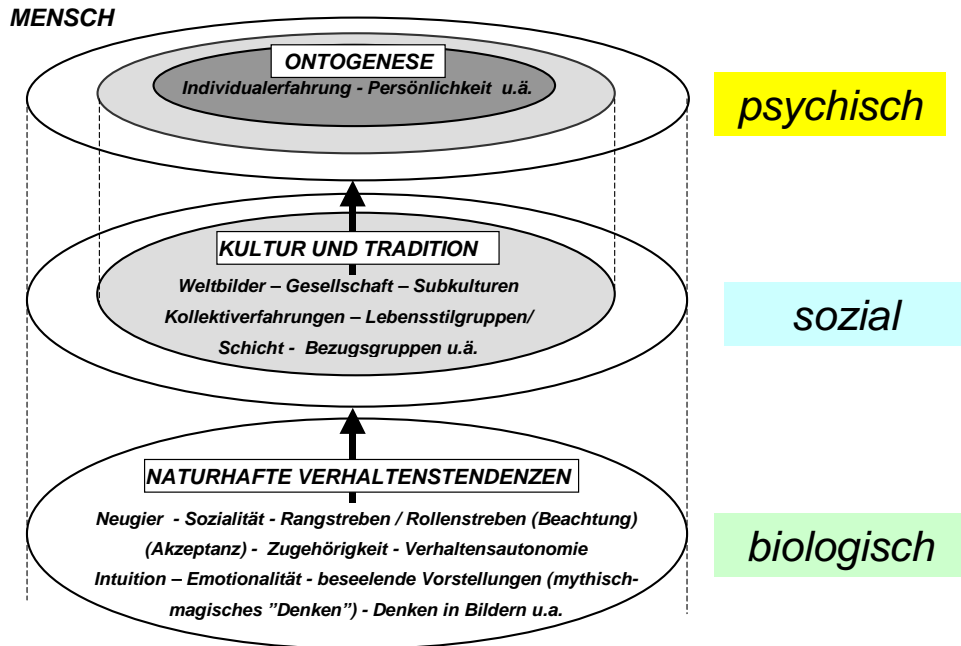 MENSCH
ONTOGENESE
Individualerfahrung - Persönlichkeit u.ä.
psychisch
KULTUR UND TRADITION
Weltbilder – Gesellschaft – Subkulturen
Kollektiverfahrungen – Lebensstilgruppen/
Schicht - Bezugsgruppen u.ä.
sozial
NATURHAFTE VERHALTENSTENDENZEN
Neugier - Sozialität - Rangstreben / Rollenstreben (Beachtung)
(Akzeptanz) - Zugehörigkeit - Verhaltensautonomie
Intuition – Emotionalität - beseelende Vorstellungen (mythisch-
magisches ”Denken”) - Denken in Bildern u.a.
biologisch